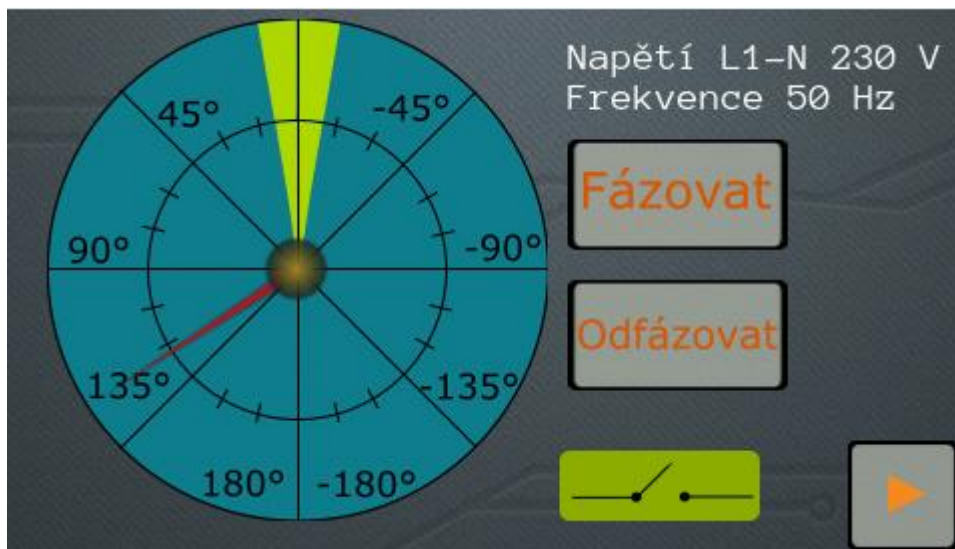 Napětí L1-N 230 V
Frekvence 50 Hz
45°
-45°
Fázovat
90°
-90°
Odfázovat
135°
-135°
180°
-180°